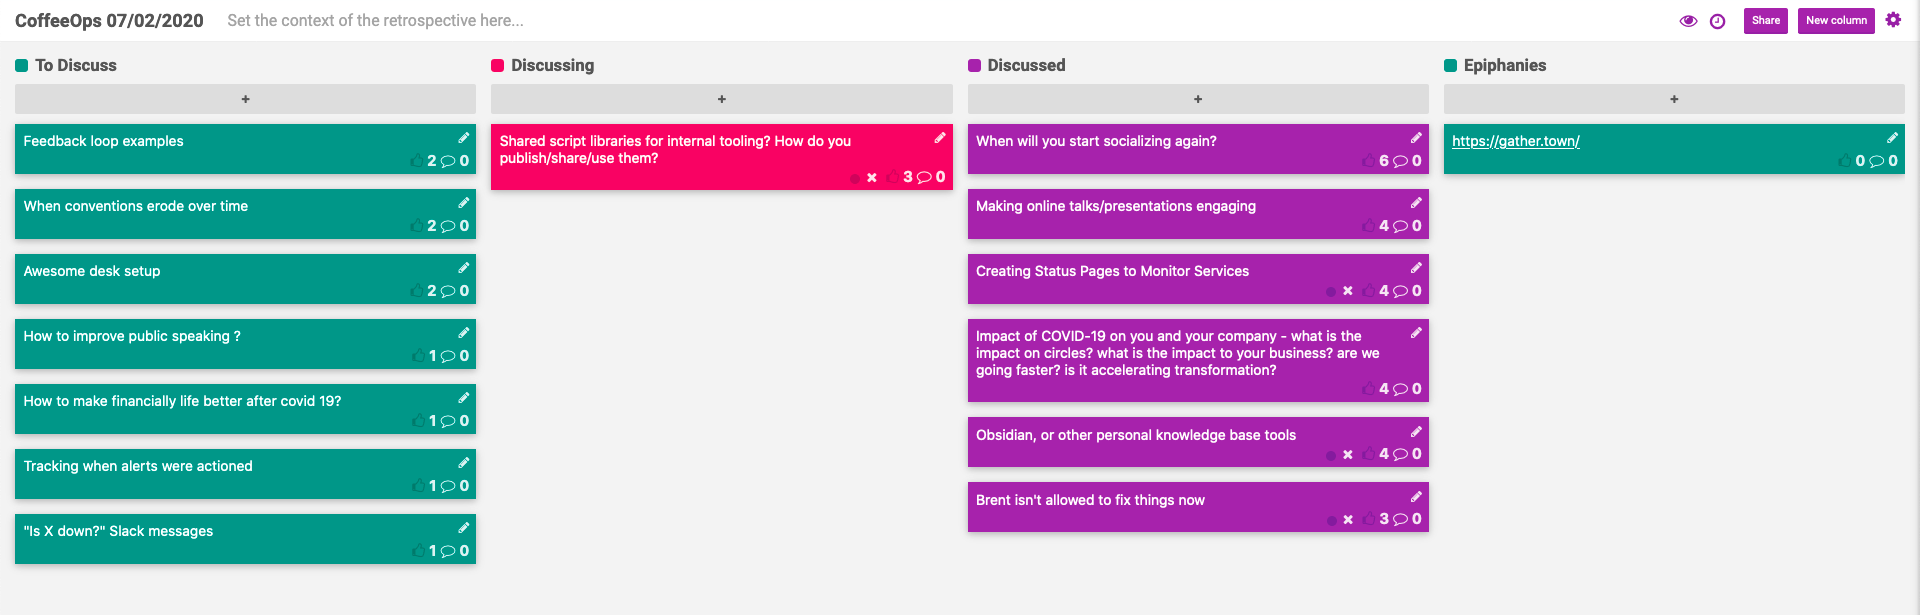 CoffeeOps 07/02/2020
Set the context of the retrospective here...
Share
New column
To Discuss
+
Feedback loop examples
2 0
When conventions erode over time
2 0
Awesome desk setup
2 0
How to improve public speaking ?
1 0
How to make financially life better after covid 19?
1 0
Tracking when alerts were actioned
1 0
"Is X down?" Slack messages
1 0
Discussing
+
Shared script libraries for internal tooling? How do you
publish/share/use them?
3 0
Discussed
+
When will you start socializing again?
6 0
Making online talks/presentations engaging
4 0
Creating Status Pages to Monitor Services
4 0
Impact of COVID-19 on you and your company - what is the
impact on circles? what is the impact to your business? are we
going faster? is it accelerating transformation?
4 0
Obsidian, or other personal knowledge base tools
4 0
Brent isn't allowed to fix things now
3 0
Epiphanies
+
https://gather.town/
0 0